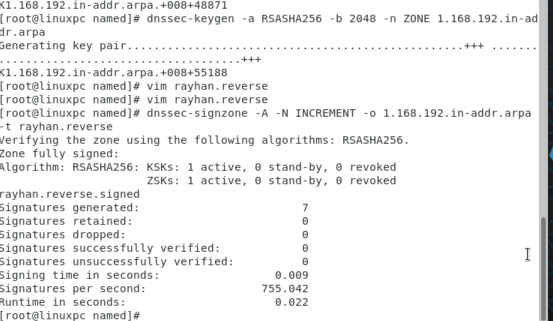 K1.168.192.in-addr.arpa.+008+48871
[root@linuxpc named]# dnssec-keygen -a RSASHA256 -b 2048 -n ZONE 1.168.192.in-ad
dr.arpa
Generating key pair..................................................+++ .......
.....................................+++
K1.168.192.in-addr.arpa.+008+55188
[root@linuxpc named]# vim rayhan.reverse
[root@linuxpc named]# vim rayhan.reverse
[root@linuxpc named]# dnssec-signzone -A -N INCREMENT -o 1.168.192.in-addr.arpa
-t rayhan.reverse
Verifying the zone using the following algorithms: RSASHA256.
Zone fully signed:
Algorithm: RSASHA256: KSKs: 1 active, 0 stand-by, 0 revoked
ZSKs: 1 active, 0 stand-by, 0 revoked
rayhan.reverse.signed
Signatures generated: 7
Signatures retained: 0
Signatures dropped: 0
Signatures successfully verified: 0
Signatures unsuccessfully verified: 0
Signing time in seconds: 0.009
Signatures per second: 755.042
Runtime in seconds: 0.022
[root@linuxpc named]#